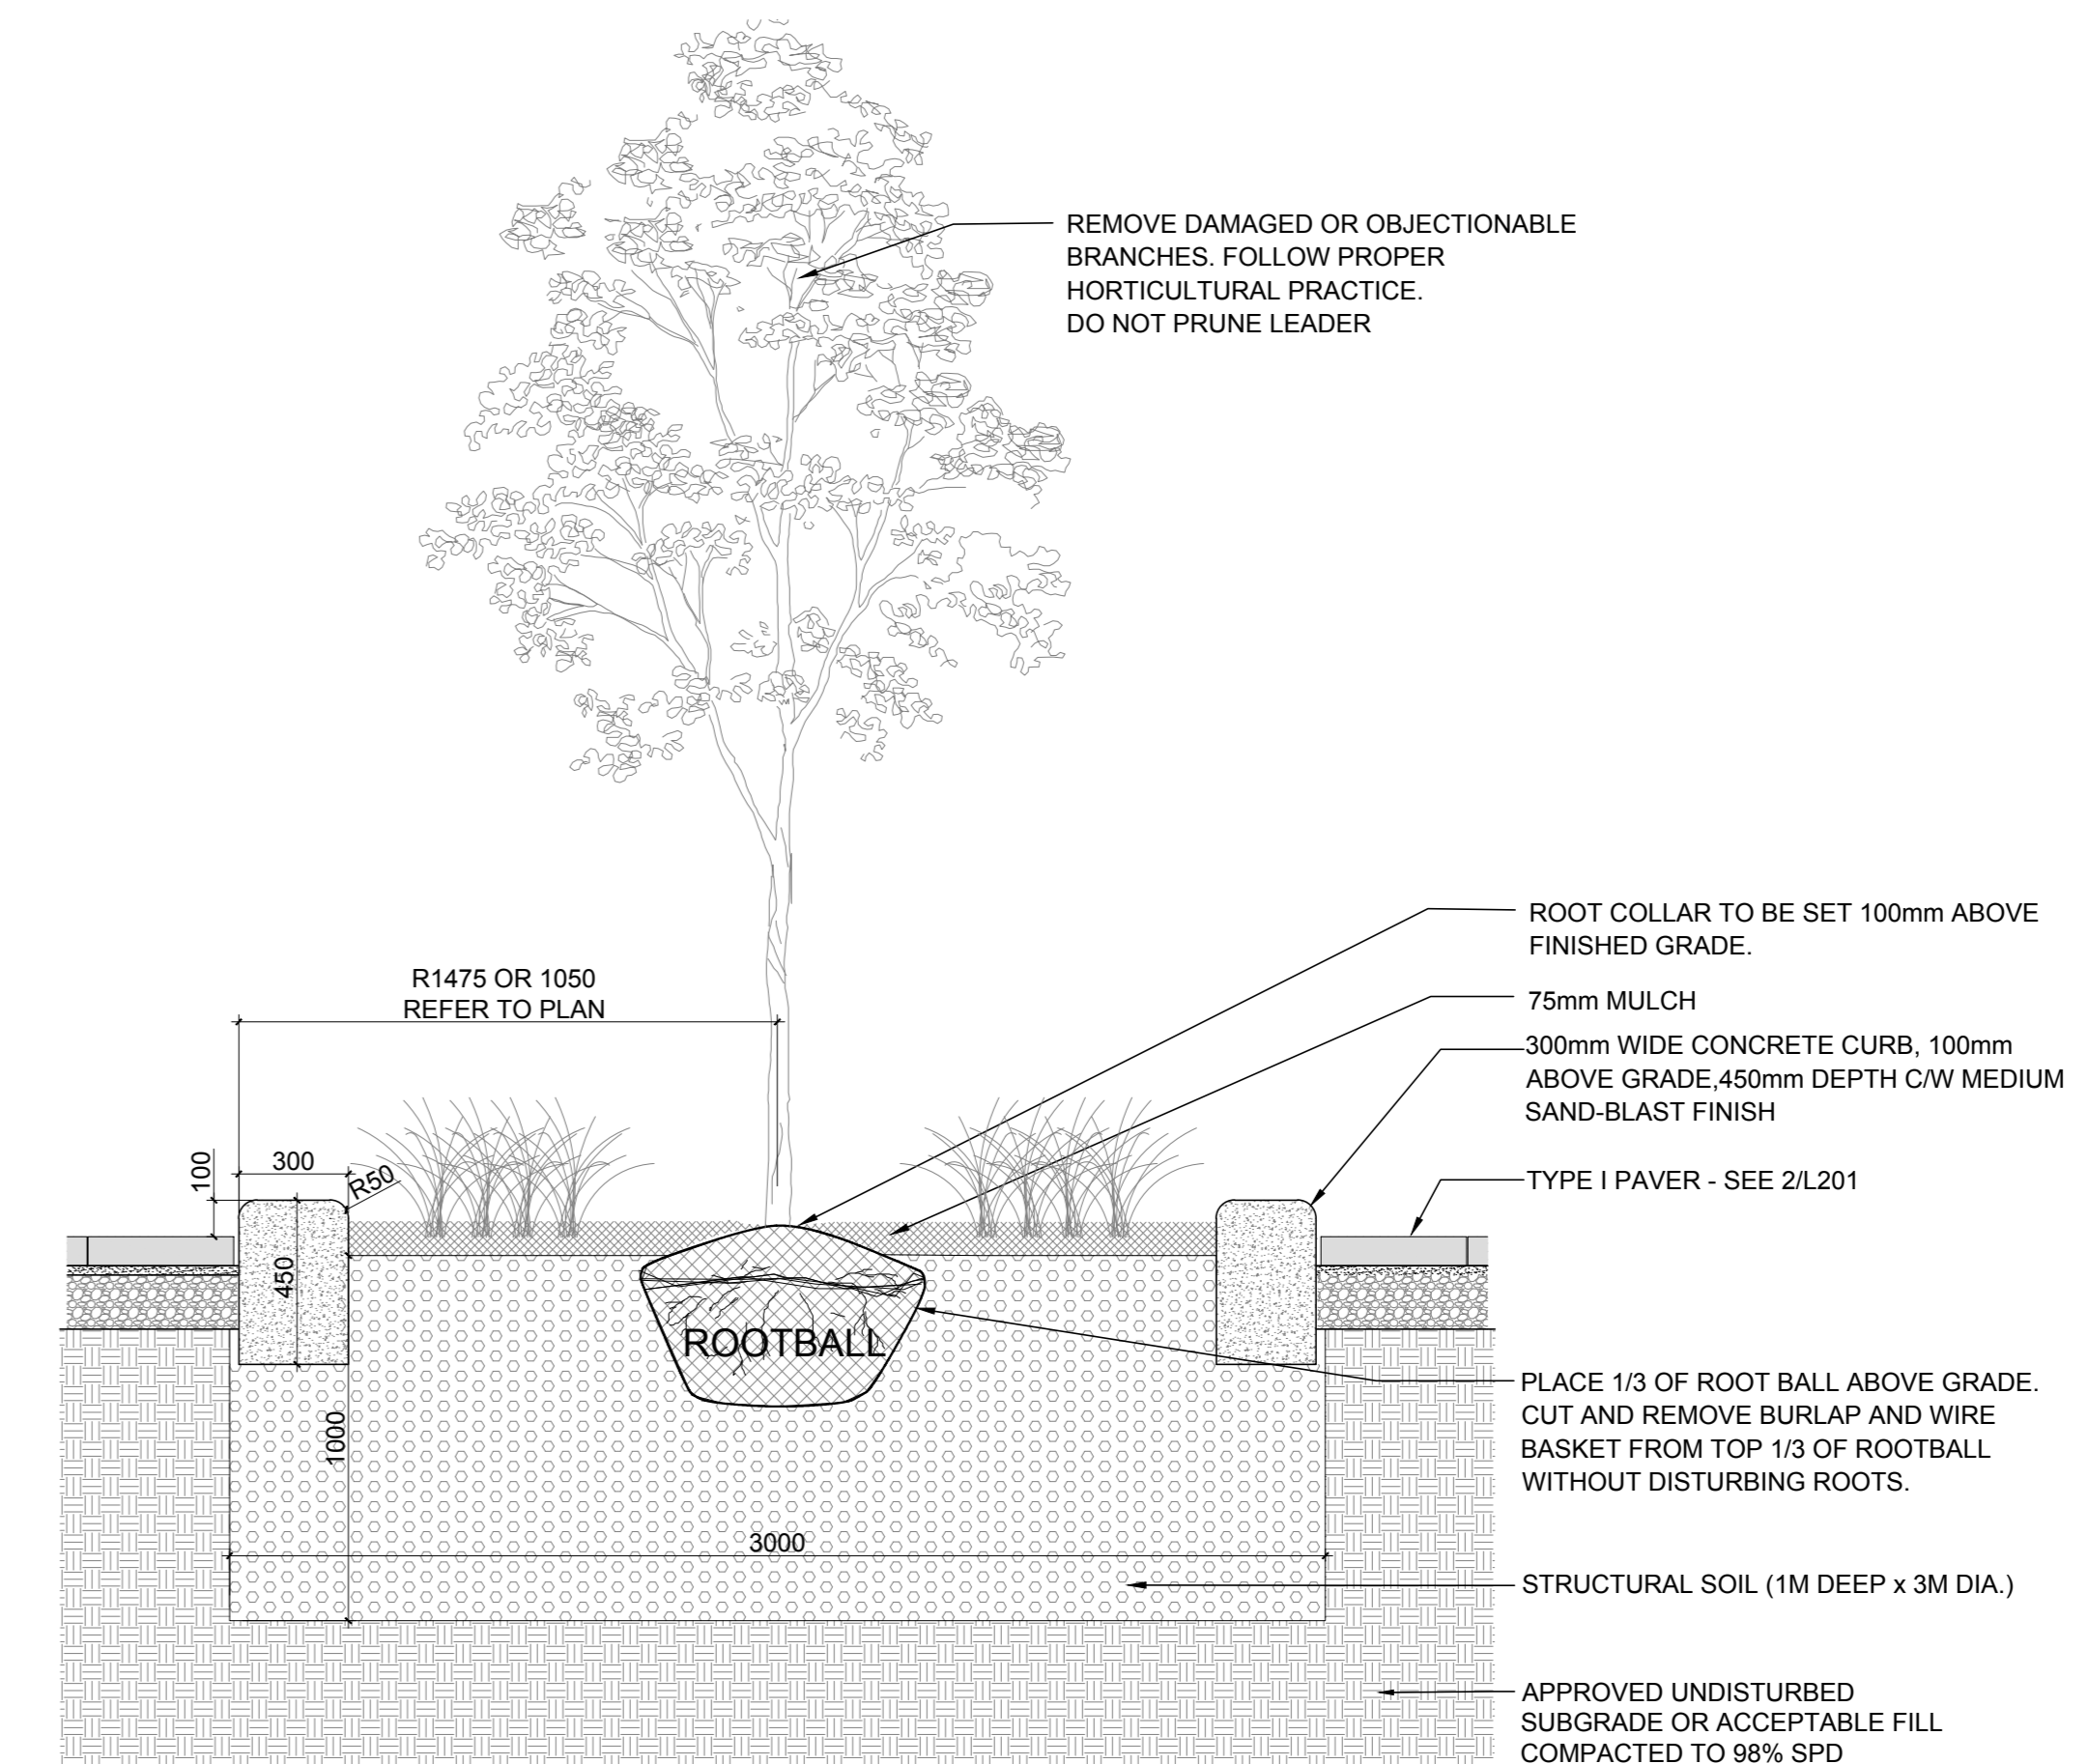 REMOVE DAMAGED OR OBJECTIONABLE
BRANCHES. FOLLOW PROPER
HORTICULTURAL PRACTICE.
DO NOT PRUNE LEADER
ROOT COLLAR TO BE SET 100mm ABOVE
FINISHED GRADE.
R1475 OR 1050
REFER TO PLAN
75mm MULCH
300mm WIDE CONCRETE CURB, 100mm
ABOVE GRADE,450mm DEPTH C/W MEDIUM
SAND-BLAST FINISH
100
300
R50
TYPE I PAVER - SEE 2/L201
450
ROOTBALL
PLACE 1/3 OF ROOT BALL ABOVE GRADE.
CUT AND REMOVE BURLAP AND WIRE
BASKET FROM TOP 1/3 OF ROOTBALL
WITHOUT DISTURBING ROOTS.
1000
3000
STRUCTURAL SOIL (1M DEEP x 3M DIA.)
APPROVED UNDISTURBED
SUBGRADE OR ACCEPTABLE FILL
COMPACTED TO 98% SPD